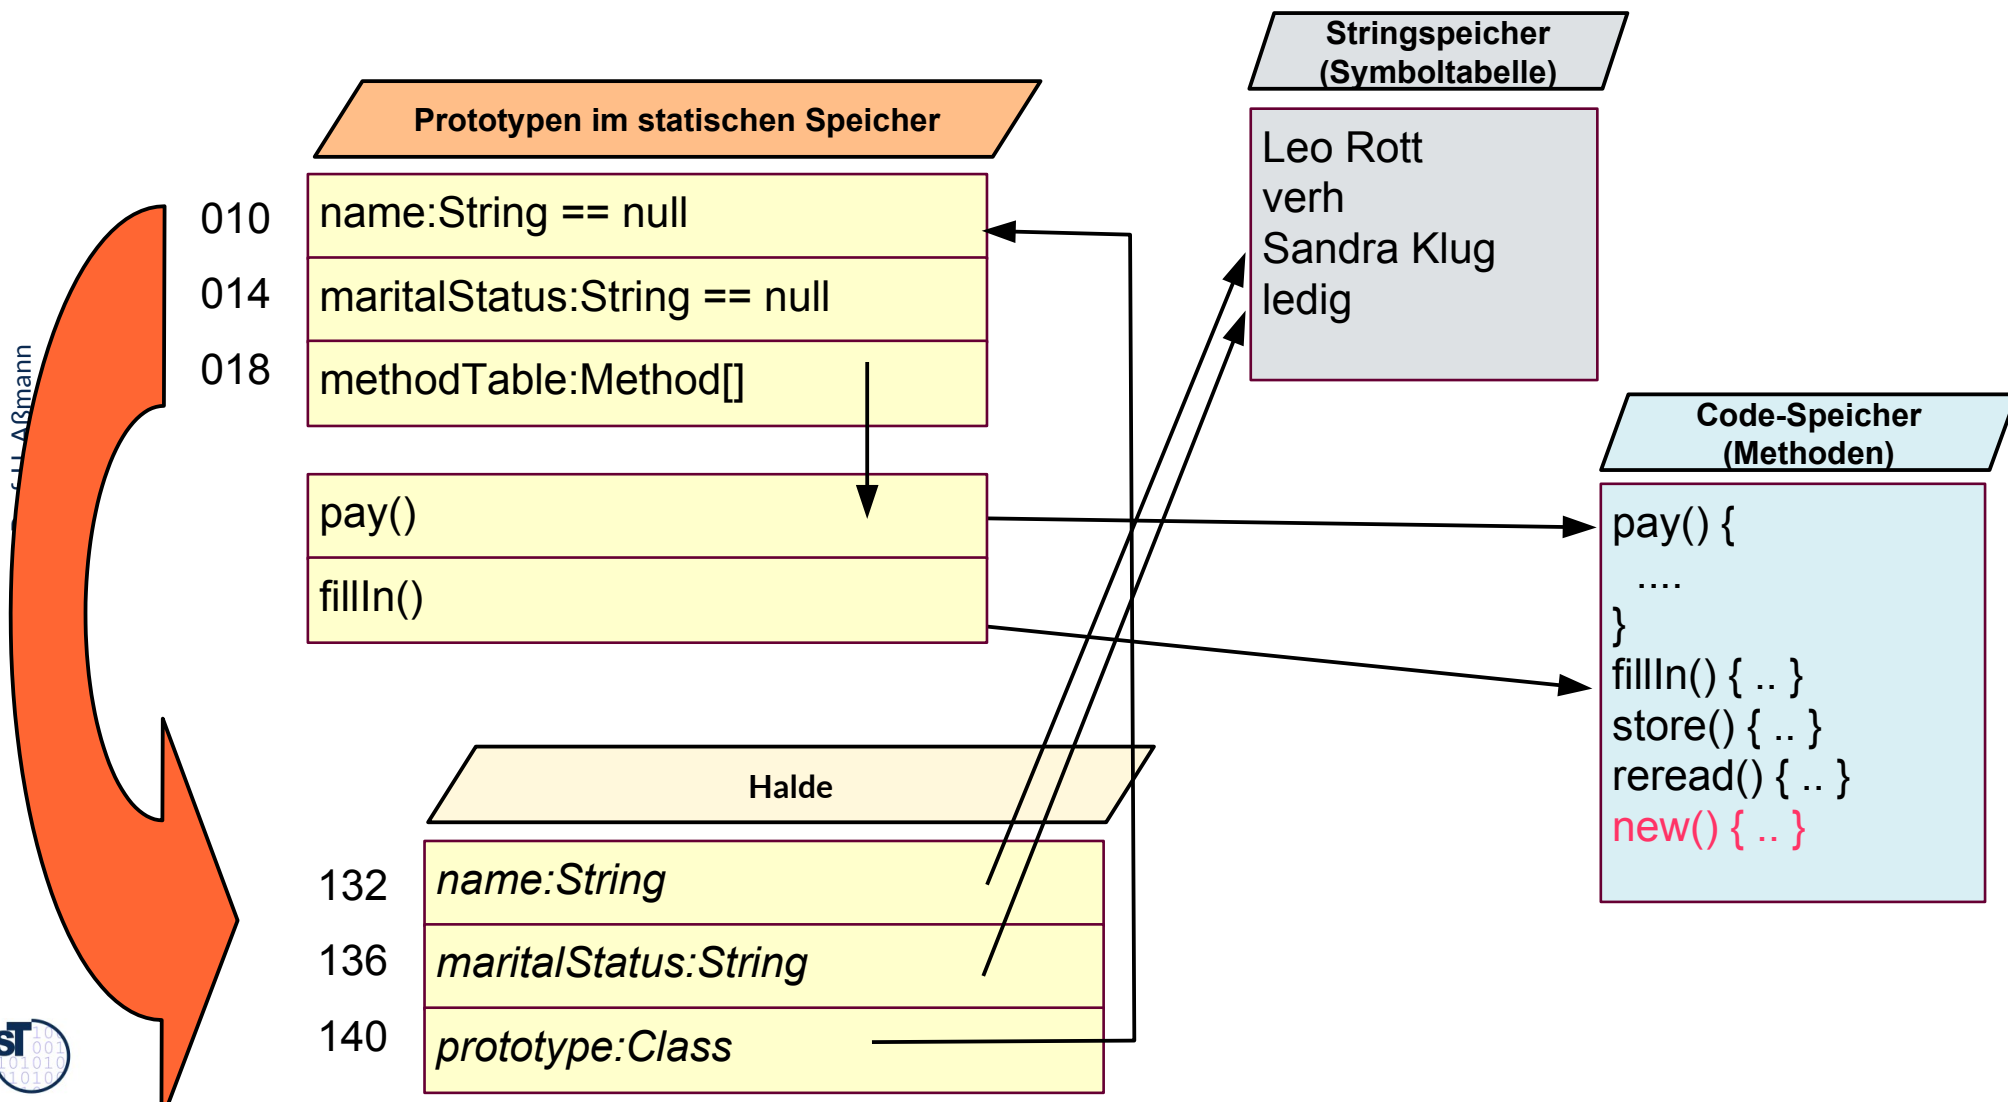 Stringspeicher
(Symboltabelle)
Prototypen im statischen Speicher
Leo Rott
verh
Sandra Klug
ledig
010
name:String == null
014
maritalStatus:String == null
018
methodTable:Method[]
Aßmann
Code-Speicher
(Methoden)
pay()
fillIn()
pay() {
....
}
fillIn() { .. }
store() { .. }
reread() { .. }
new() { .. }
Halde
132
name:String
136
maritalStatus:String
140
prototype:Class
sT